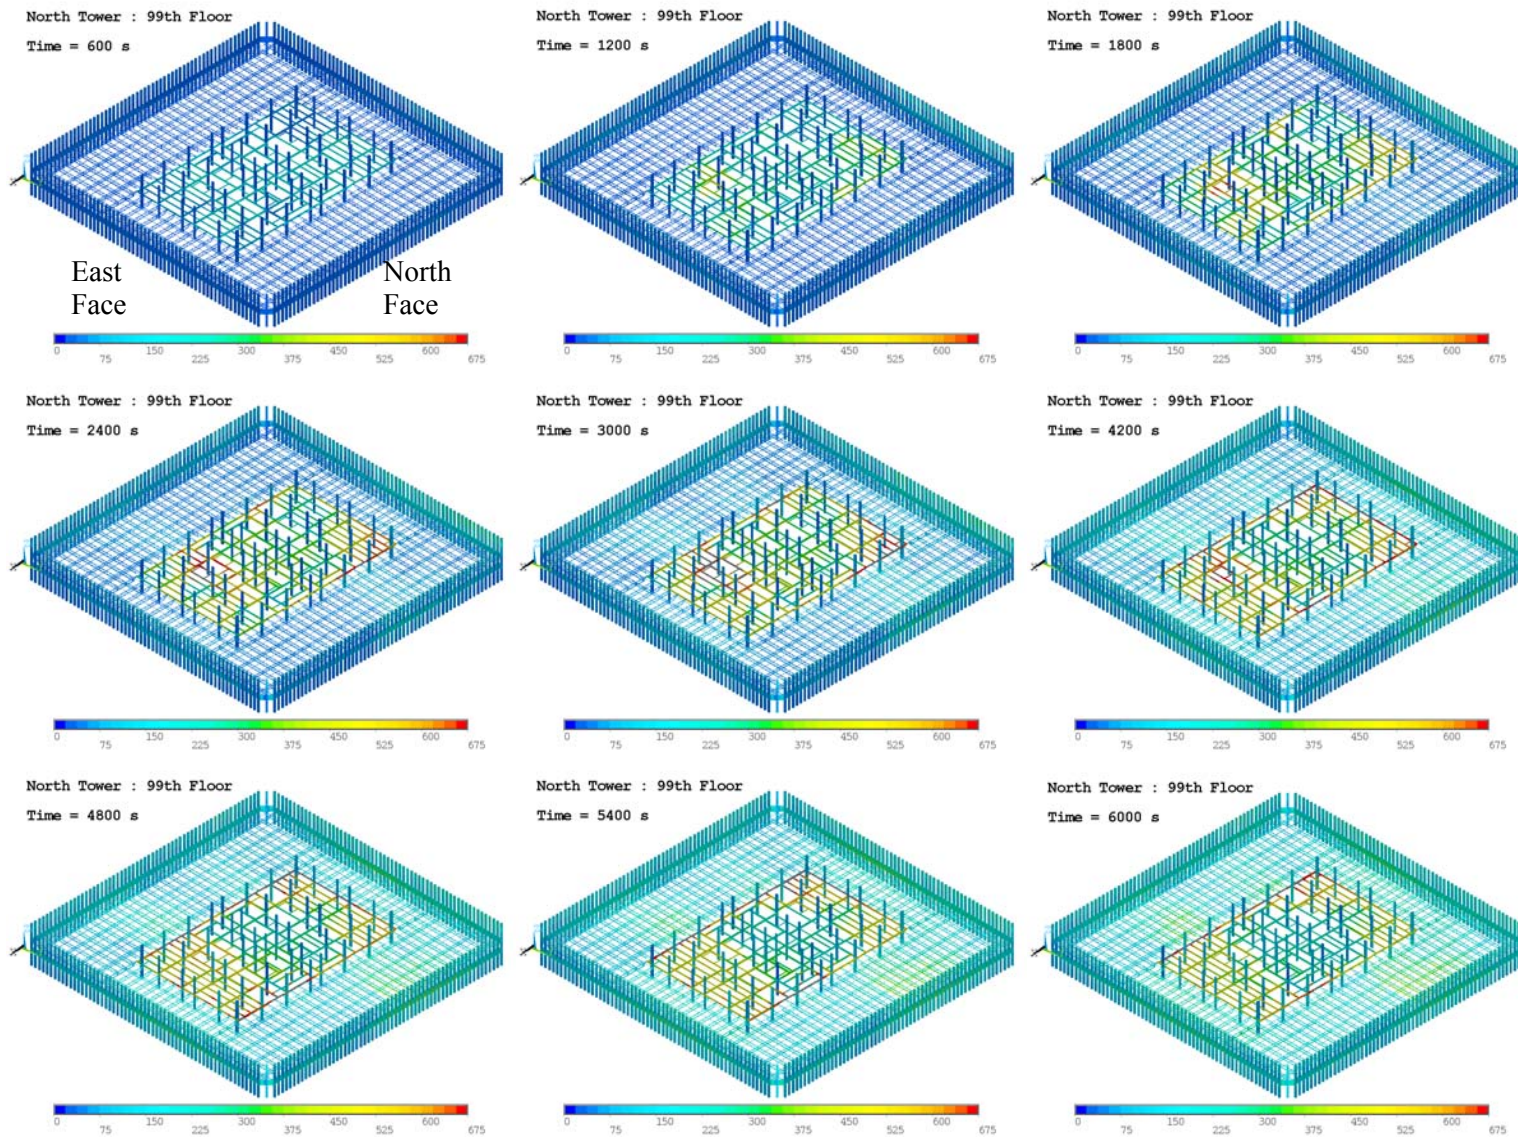 North Tower : 99th Floor
Time = 600 s
East
Face
North
Face
0 75 150 225 300 375 450 525 600 675
North Tower : 99th Floor
Time = 1200 s
0 75 150 225 300 375 450 525 600 675
North Tower : 99th Floor
Time = 1800 s
0 75 150 225 300 375 450 525 600 675
North Tower : 99th Floor
Time = 2400 s
0 75 150 225 300 375 450 525 600 675
North Tower : 99th Floor
Time = 3000 s
0 75 150 225 300 375 450 525 600 675
North Tower : 99th Floor
Time = 4200 s
0 75 150 225 300 375 450 525 600 675
North Tower : 99th Floor
Time = 4800 s
0 75 150 225 300 375 450 525 600 675
North Tower : 99th Floor
Time = 5400 s
0 75 150 225 300 375 450 525 600 675
North Tower : 99th Floor
Time = 6000 s
0 75 150 225 300 375 450 525 600 675